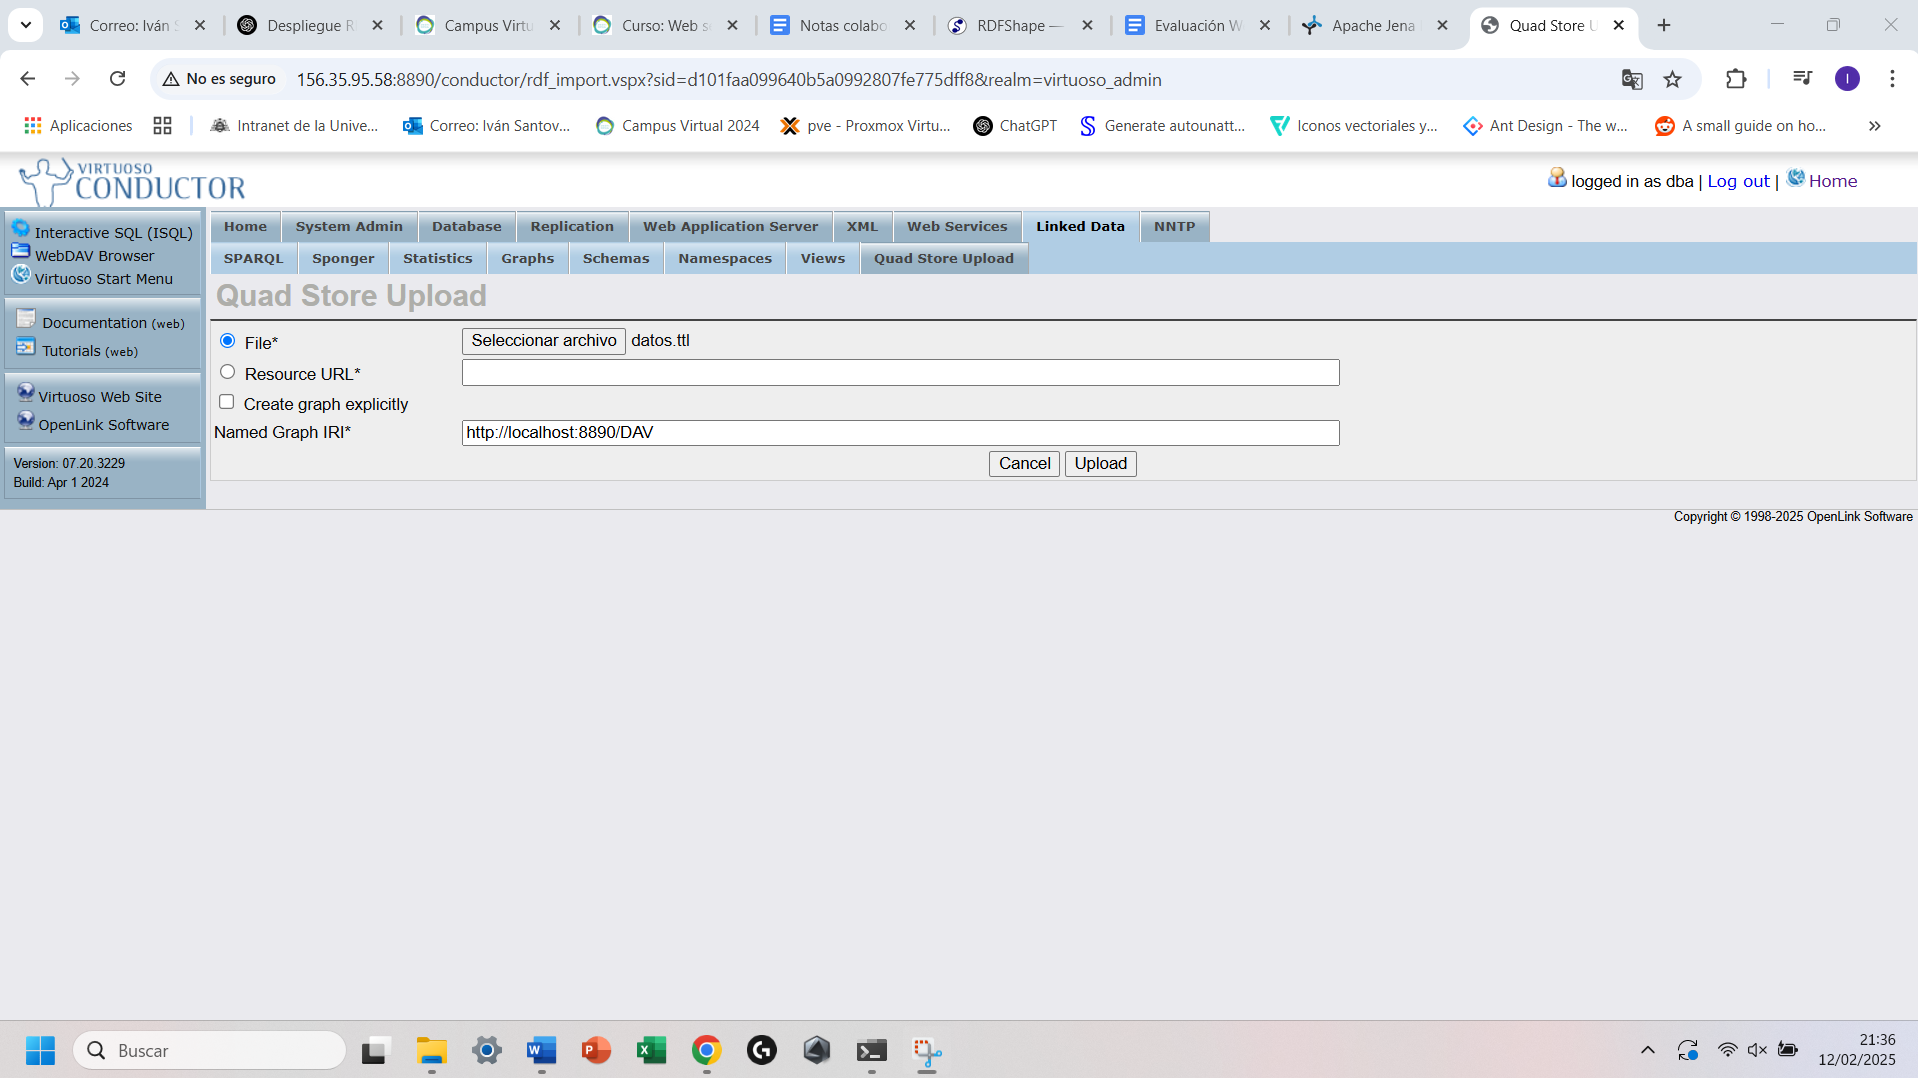 Correo: Iván S
Despliegue R
Campus Virtu
Curso: Web se
Notas colabo
RDFShape —
Evaluación W
Apache Jena
Quad Store U
No es seguro
156.35.95.58:8890/conductor/rdf_import.vspx?sid=d101faa099640b5a0992807fe775dff8&realm=virtuoso_admin
I
Aplicaciones
Intranet de la Unive...
Correo: Iván Santov...
Campus Virtual 2024
pve - Proxmox Virtu...
ChatGPT
Generate autounatt...
Iconos vectoriales y...
Ant Design - The w...
A small guide on ho...
VIRTUOSO
CONDUCTOR
logged in as dba | Log out | Home
Interactive SQL (ISQL)
WebDAV Browser
Virtuoso Start Menu
Documentation (web)
Tutorials (web)
Virtuoso Web Site
OpenLink Software
Version: 07.20.3229
Build: Apr 1 2024
Home
System Admin
Database
Replication
Web Application Server
XML
Web Services
Linked Data
NNTP
SPARQL
Sponger
Statistics
Graphs
Schemas
Namespaces
Views
Quad Store Upload
Quad Store Upload
File*
Seleccionar archivo datos.ttl
Resource URL*
Create graph explicitly
Named Graph IRI*
http://localhost:8890/DAV
Cancel
Upload
Copyright © 1998-2025 OpenLink Software
Buscar
21:36
12/02/2025